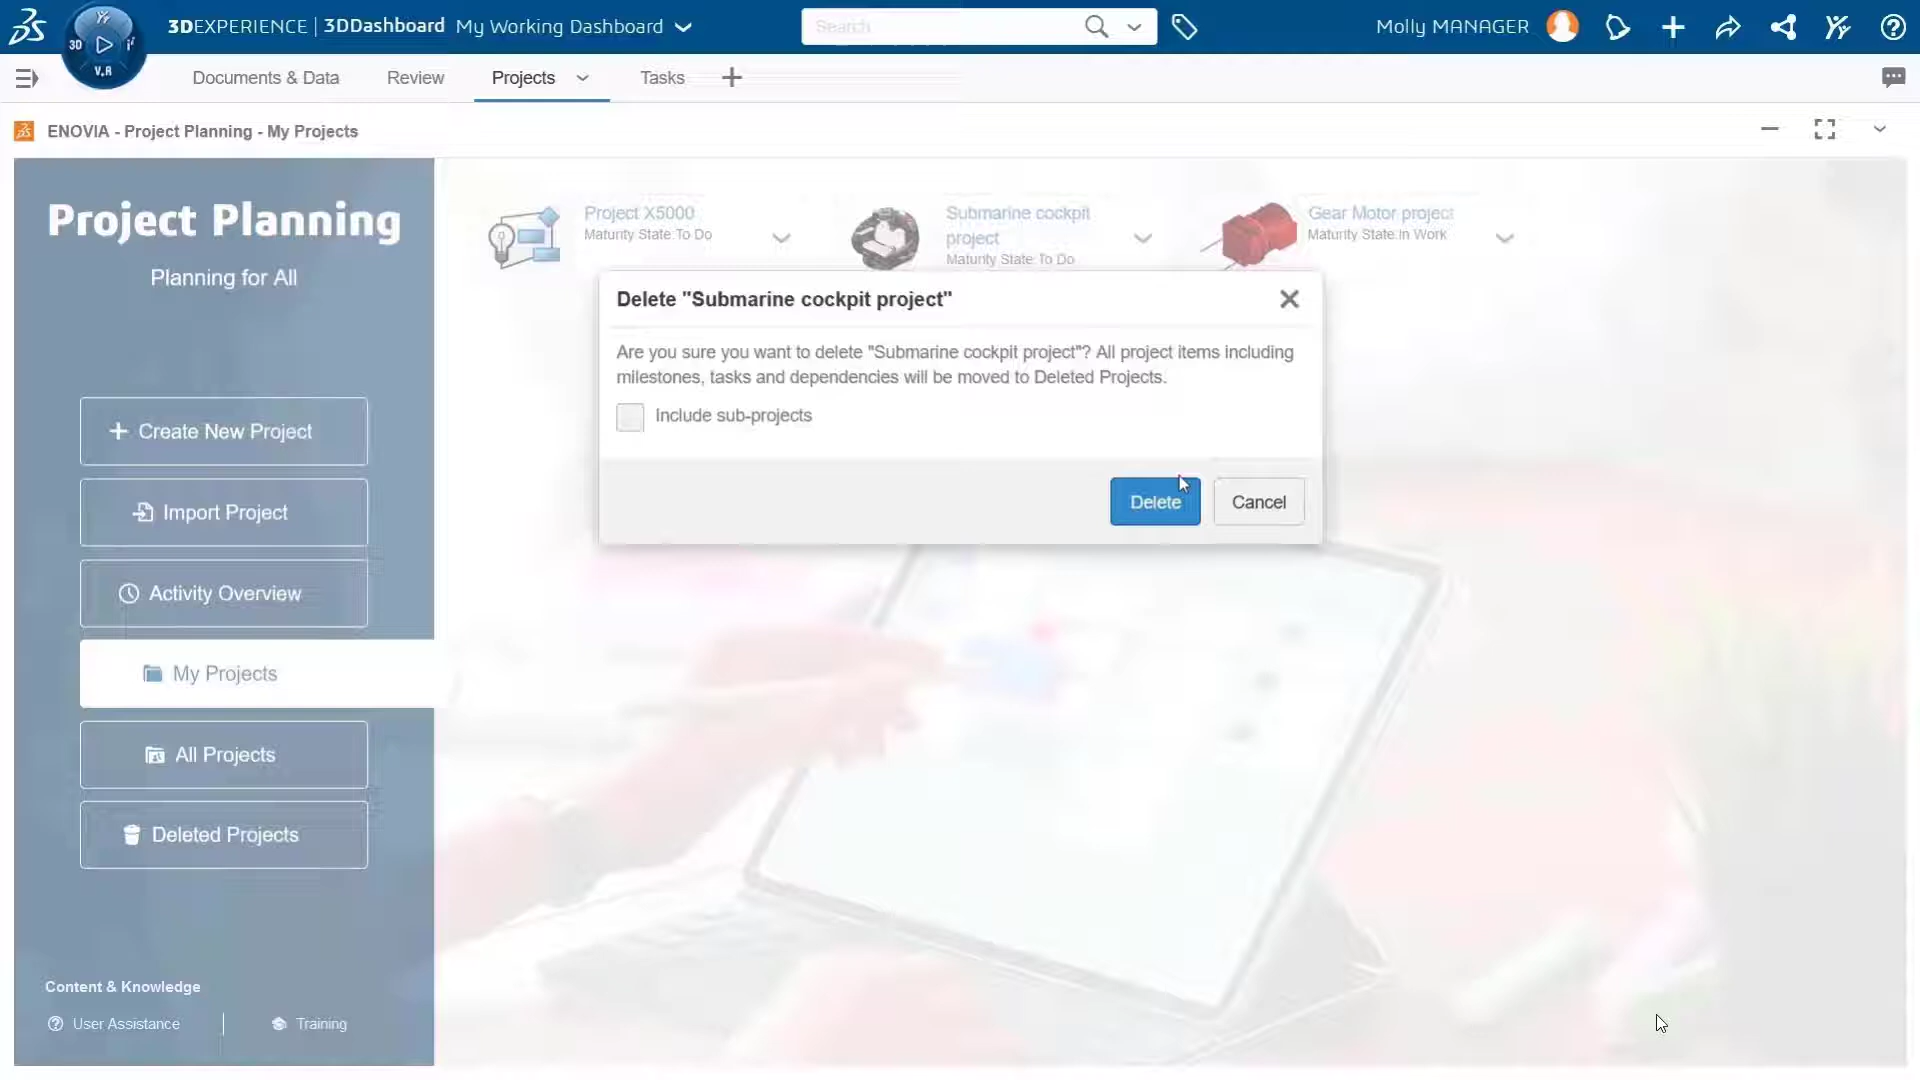 3DEXPERIENCE | 3DDashboard My Working Dashboard
Search
Molly MANAGER
3D
V.R
Documents & Data
Review
Projects
Tasks
ENOVIA - Project Planning - My Projects
Project Planning
Planning for All
Create New Project
Import Project
Activity Overview
My Projects
All Projects
Deleted Projects
Content & Knowledge
User Assistance
Training
Project X5000
Maturity State:To Do
Submarine cockpit
project
Maturity State:To Do
Gear Motor project
Maturity State:In Work
Delete "Submarine cockpit project"
Are you sure you want to delete "Submarine cockpit project"? All project items including
milestones, tasks and dependencies will be moved to Deleted Projects.
Include sub-projects
Delete
Cancel